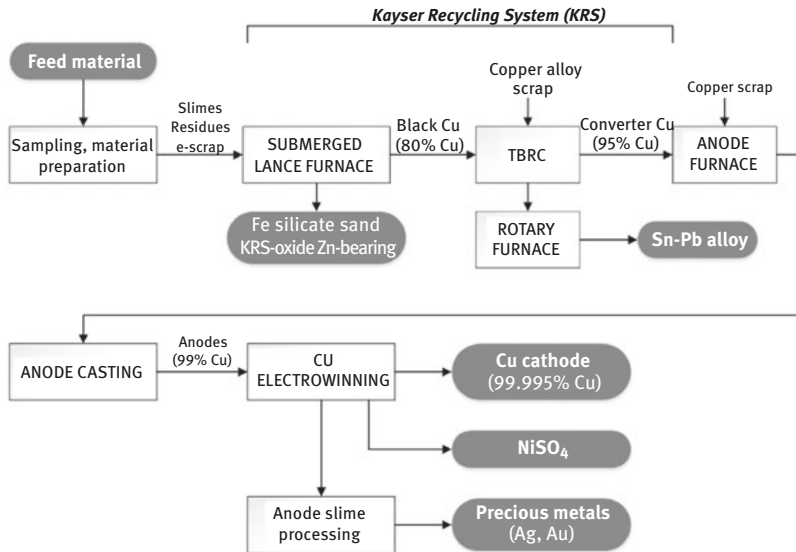 Kayser Recycling System (KRS)
Feed material
Copper alloy
scrap
Copper scrap
Slimes
Residues
e-scrap
Black Cu
(80% Cu)
Converter Cu
(95% Cu)
Sampling, material
preparation
SUBMERGED
LANCE FURNACE
TBRC
ANODE
FURNACE
Fe silicate sand
KRS-oxide Zn-bearing
ROTARY
FURNACE
Sn-Pb alloy
ANODE CASTING
Anodes
(99% Cu)
CU
ELECTROWINNING
Cu cathode
(99.995% Cu)
NiSO₄
Anode slime
processing
Precious metals
(Ag, Au)